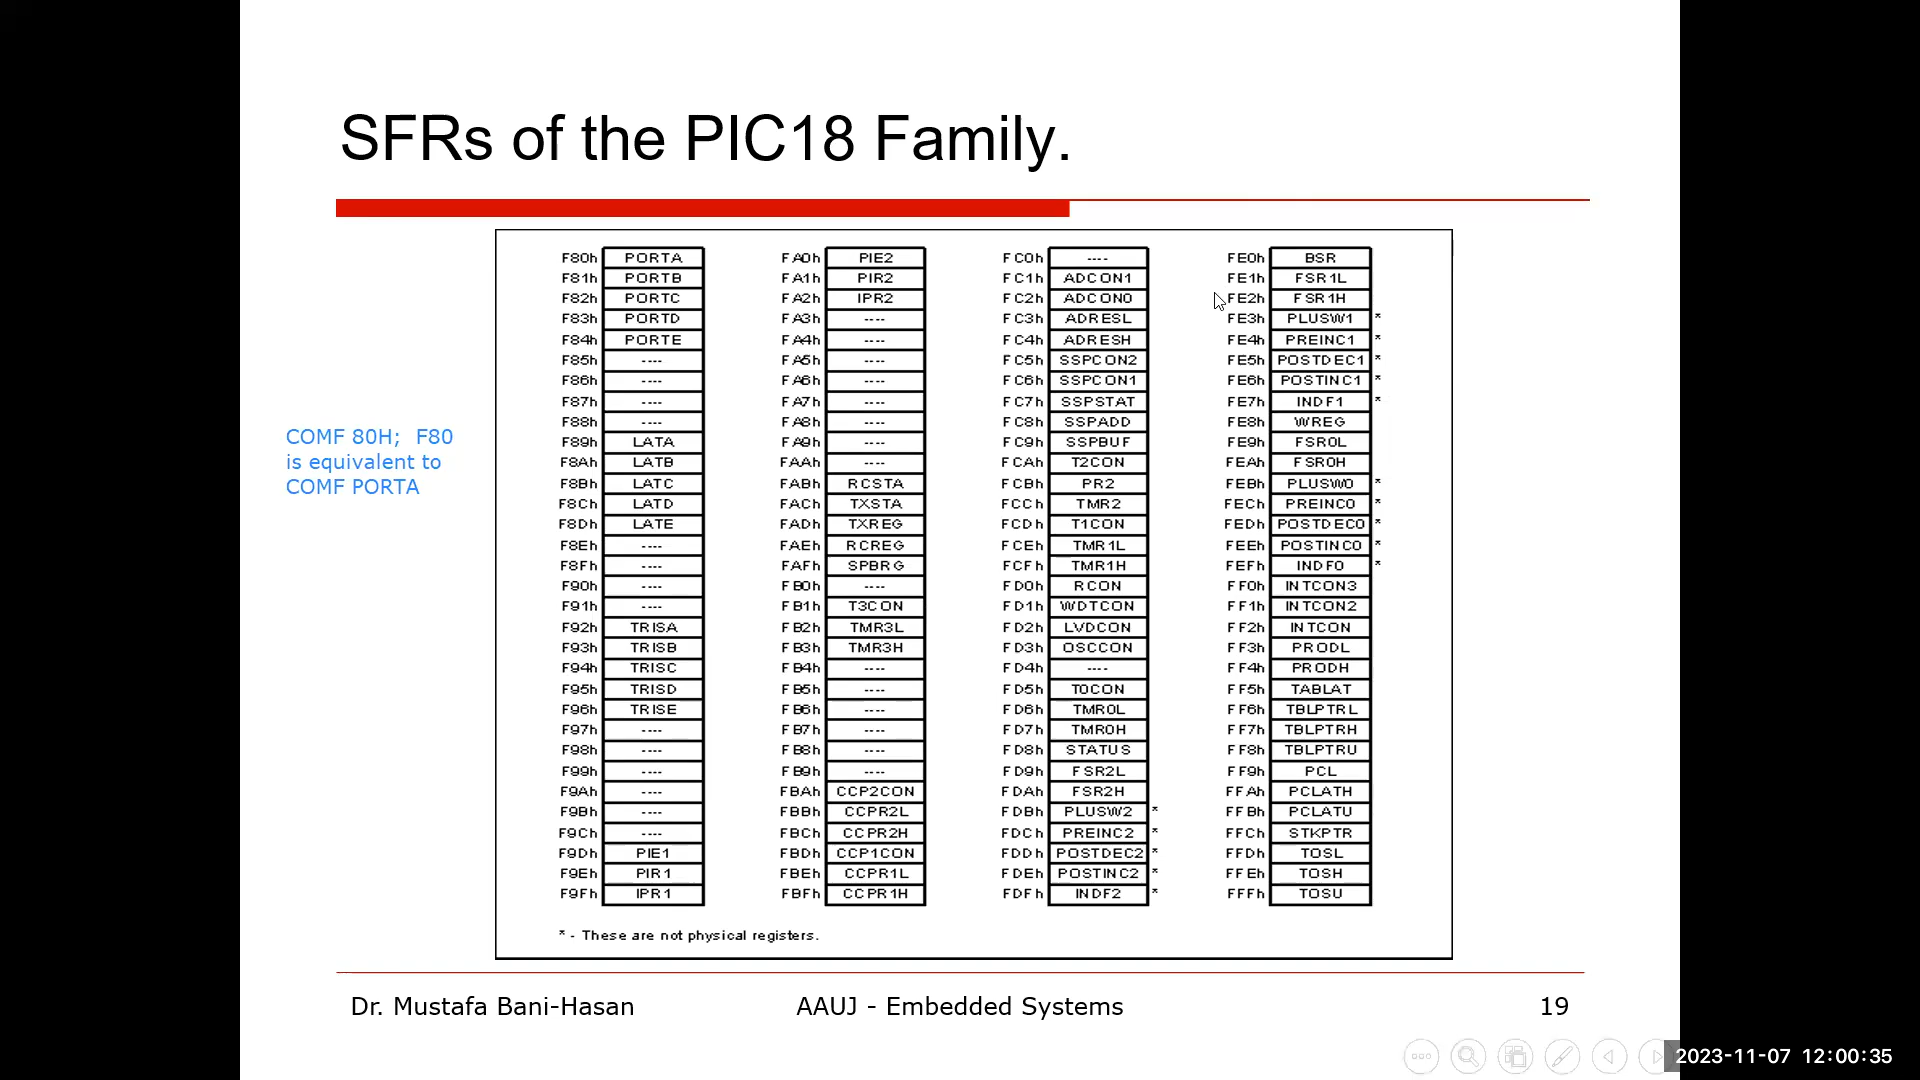 SFRs of the PIC18 Family.
F80h PORTA FA0h PIE2 FC0h ---- FE0h BSR
F81h PORTB FA1h PIR2 FC1h ADCON1 FE1h FSR1L
F82h PORTC FA2h IPR2 FC2h ADCON0 FE2h FSR1H
F83h PORTD FA3h ---- FC3h ADRESL FE3h PLUSW1 *
F84h PORTE FA4h ---- FC4h ADRESH FE4h PREINC1 *
F85h ---- FA5h ---- FC5h SSPCON2 FE5h POSTDEC1 *
F86h ---- FA6h ---- FC6h SSPCON1 FE6h POSTINC1 *
F87h ---- FA7h ---- FC7h SSPSTAT FE7h INDF1 *
F88h ---- FA8h ---- FC8h SSPADD FE8h WREG
F89h LATA FA9h ---- FC9h SSPBUF FE9h FSR0L
F8Ah LATB FAAh ---- FCAh T2CON FEAh FSR0H
F8Bh LATC FABh RCSTA FCBh PR2 FEBh PLUSW0 *
F8Ch LATD FACh TXSTA FCCh TMR2 FECh PREINC0 *
F8Dh LATE FADh TXREG FCDh T1CON FEDh POSTDEC0 *
F8Eh ---- FAEh RCREG FCEh TMR1L FEEh POSTINC0 *
F8Fh ---- FAFh SPBRG FCFh TMR1H FEFh INDF0 *
F90h ---- FB0h ---- FD0h RCON FF0h INTCON3
F91h ---- FB1h T3CON FD1h WDTCON FF1h INTCON2
F92h TRISA FB2h TMR3L FD2h LVDCON FF2h INTCON
F93h TRISB FB3h TMR3H FD3h OSCCON FF3h PRODL
F94h TRISC FB4h ---- FD4h ---- FF4h PRODH
F95h TRISD FB5h ---- FD5h T0CON FF5h TABLAT
F96h TRISE FB6h ---- FD6h TMR0L FF6h TBLPTRL
F97h ---- FB7h ---- FD7h TMR0H FF7h TBLPTRH
F98h ---- FB8h ---- FD8h STATUS FF8h TBLPTRU
F99h ---- FB9h ---- FD9h FSR2L FF9h PCL
F9Ah ---- FBAh CCP2CON FDAh FSR2H FFAh PCLATH
F9Bh ---- FBBh CCPR2L FDBh PLUSW2 * FFBh PCLATU
F9Ch ---- FBCh CCPR2H FDCh PREINC2 * FFCh STKPTR
F9Dh PIE1 FBDh CCP1CON FDDh POSTDEC2 * FFDh TOSL
F9Eh PIR1 FBEh CCPR1L FDEh POSTINC2 * FFEh TOSH
F9Fh IPR1 FBFh CCPR1H FDFh INDF2 * FFFh TOSU
* - These are not physical registers.
COMF 80H; F80
is equivalent to
COMF PORTA
Dr. Mustafa Bani-Hasan AAUJ - Embedded Systems 19
2023-11-07 12:00:35